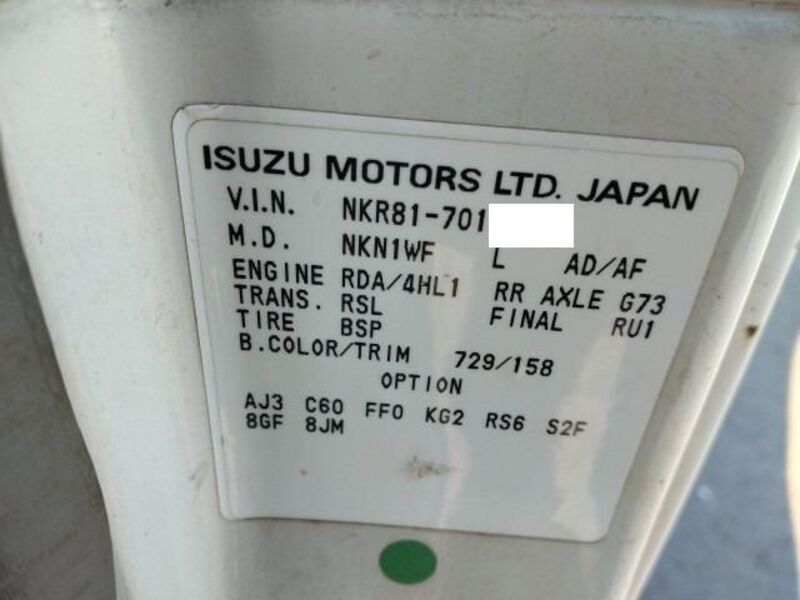 ISUZU MOTORS LTD. JAPAN
V.I.N. NKR81-701
M.D. NKN1WF L AD/AF
ENGINE RDA/4HL1 RR AXLE G73
TRANS. RSL FINAL RU1
TIRE BSP
B.COLOR/TRIM 729/158
OPTION
AJ3 C60 FF0 KG2 RS6 S2F
8GF 8JM